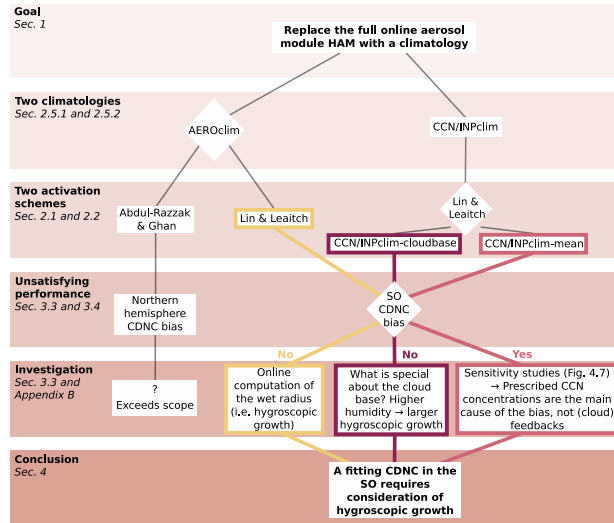 Goal
Sec. 1
Replace the full online aerosol
module HAM with a climatology
Two climatologies
Sec. 2.5.1 and 2.5.2
AEROclim
CCN/INPclim
Two activation
schemes
Sec. 2.1 and 2.2
Abdul-Razzak
& Ghan
Lin & Leaitch
Lin &
Leaitch
CCN/INPclim-cloudbase
CCN/INPclim-mean
Unsatisfying
performance
Sec. 3.3 and 3.4
Northern
hemisphere
CDNC bias
SO
CDNC
bias
No
No
Yes
Investigation
Sec. 3.3 and
Appendix B
?
Exceeds scope
Online
computation of
the wet radius
(i.e. hygroscopic
growth)
What is special
about the cloud
base? Higher
humidity → larger
hygroscopic growth
Sensitivity studies (Fig. 4.7)
→ Prescribed CCN
concentrations are the main
cause of the bias, not (cloud)
feedbacks
Conclusion
Sec. 4
A fitting CDNC in the
SO requires
consideration of
hygroscopic growth